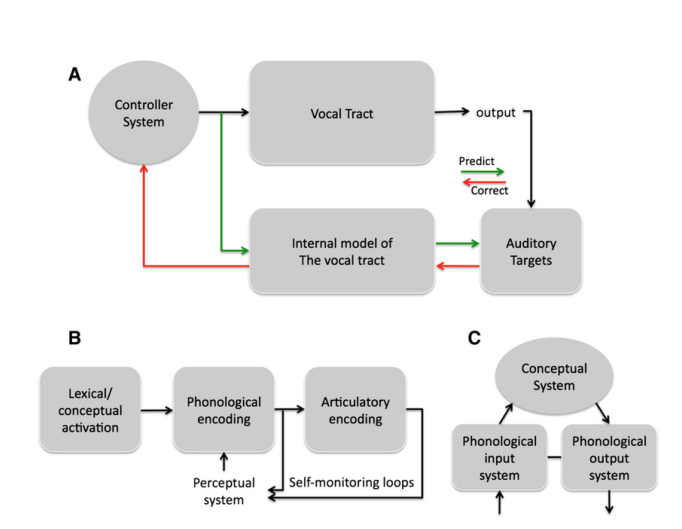 A
Controller
System
Vocal Tract
output
Predict
Correct
Internal model of
The vocal tract
Auditory
Targets
B
Lexical/
conceptual
activation
Phonological
encoding
Articulatory
encoding
Perceptual
system
Self-monitoring loops
C
Conceptual
System
Phonological
input
system
Phonological
output
system